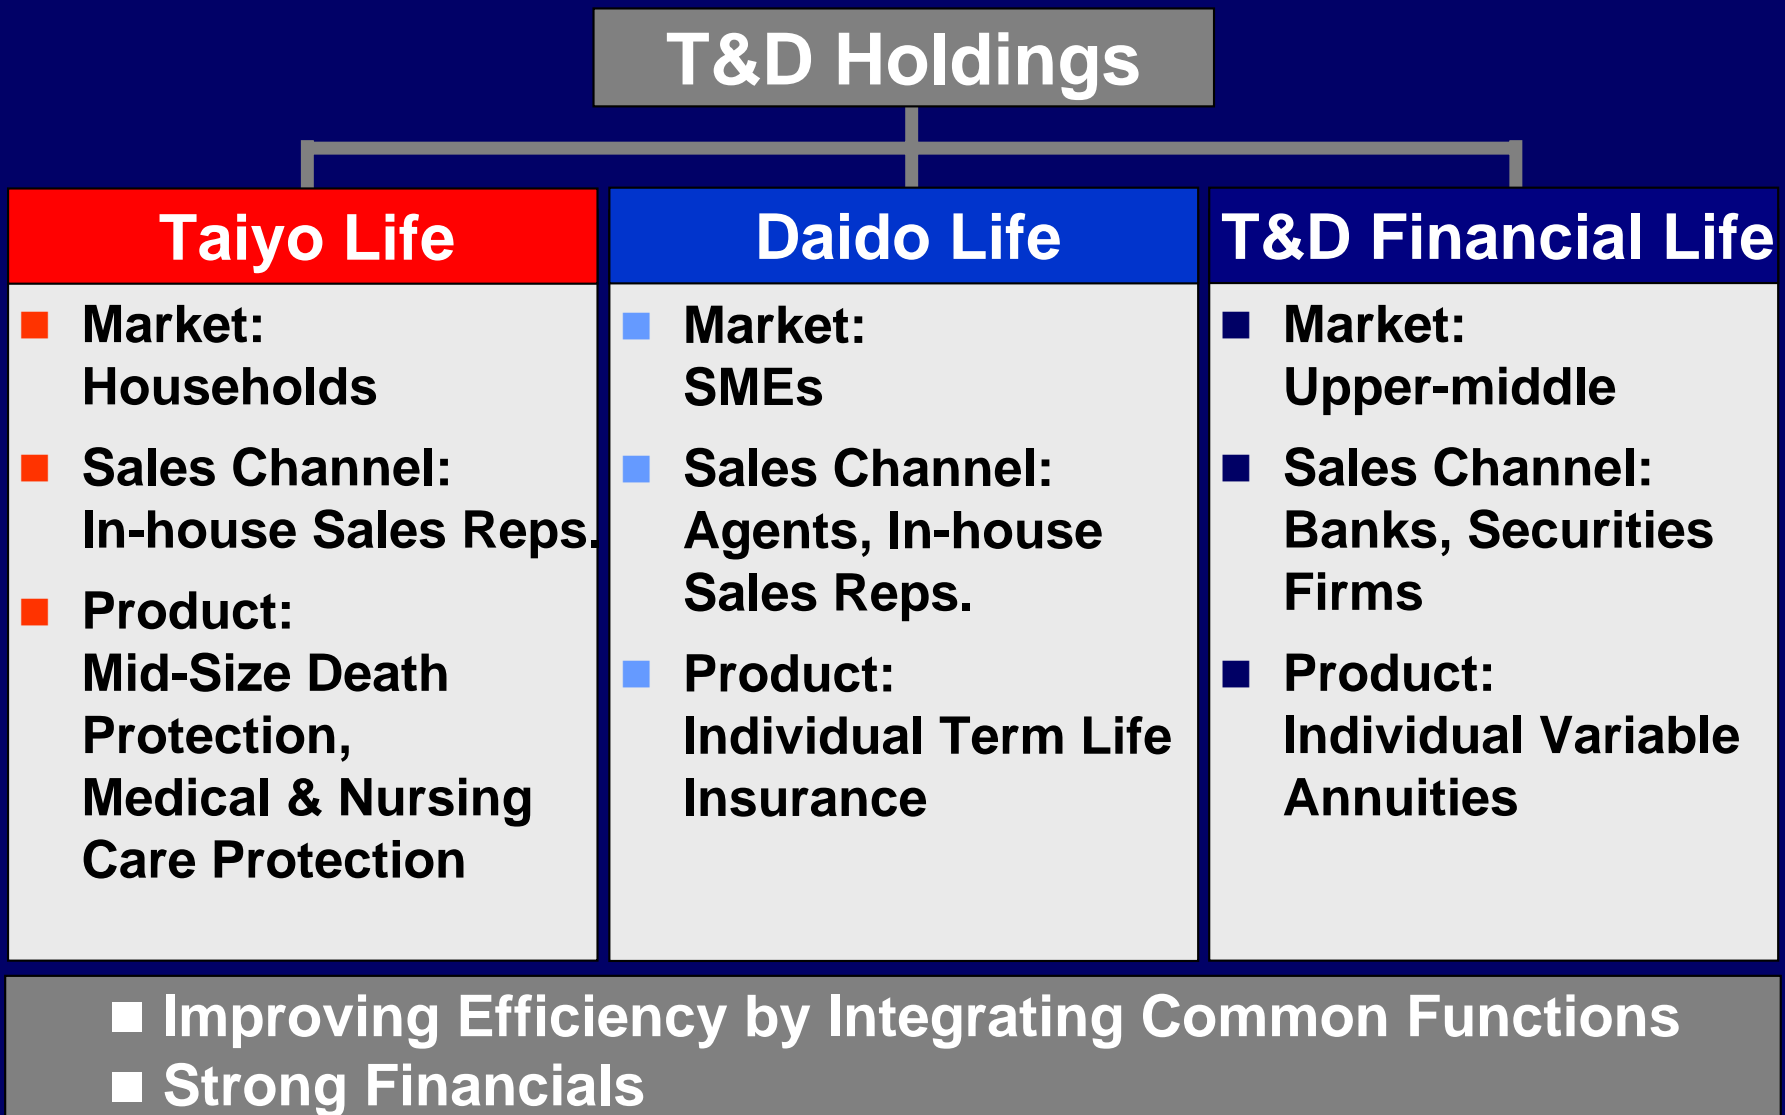 T&D Holdings
Taiyo Life
Market:
Households
Sales Channel:
In-house Sales Reps.
Product:
Mid-Size Death
Protection,
Medical & Nursing
Care Protection
Daido Life
Market:
SMEs
Sales Channel:
Agents, In-house
Sales Reps.
Product:
Individual Term Life
Insurance
T&D Financial Life
Market:
Upper-middle
Sales Channel:
Banks, Securities
Firms
Product:
Individual Variable
Annuities
Improving Efficiency by Integrating Common Functions
Strong Financials